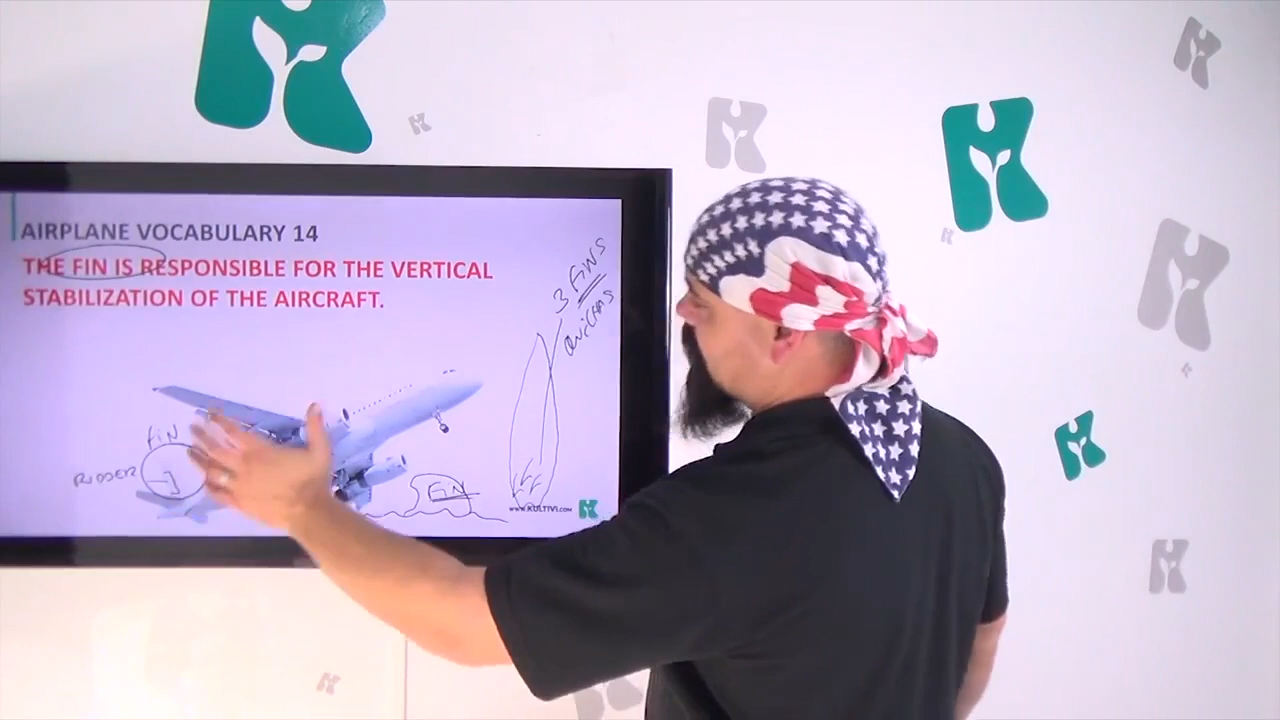 AIRPLANE VOCABULARY 14
THE FIN IS RESPONSIBLE FOR THE VERTICAL
STABILIZATION OF THE AIRCRAFT.
3 FINS
FIN
RUDDER
FIN
WWW.KULTIVI.COM